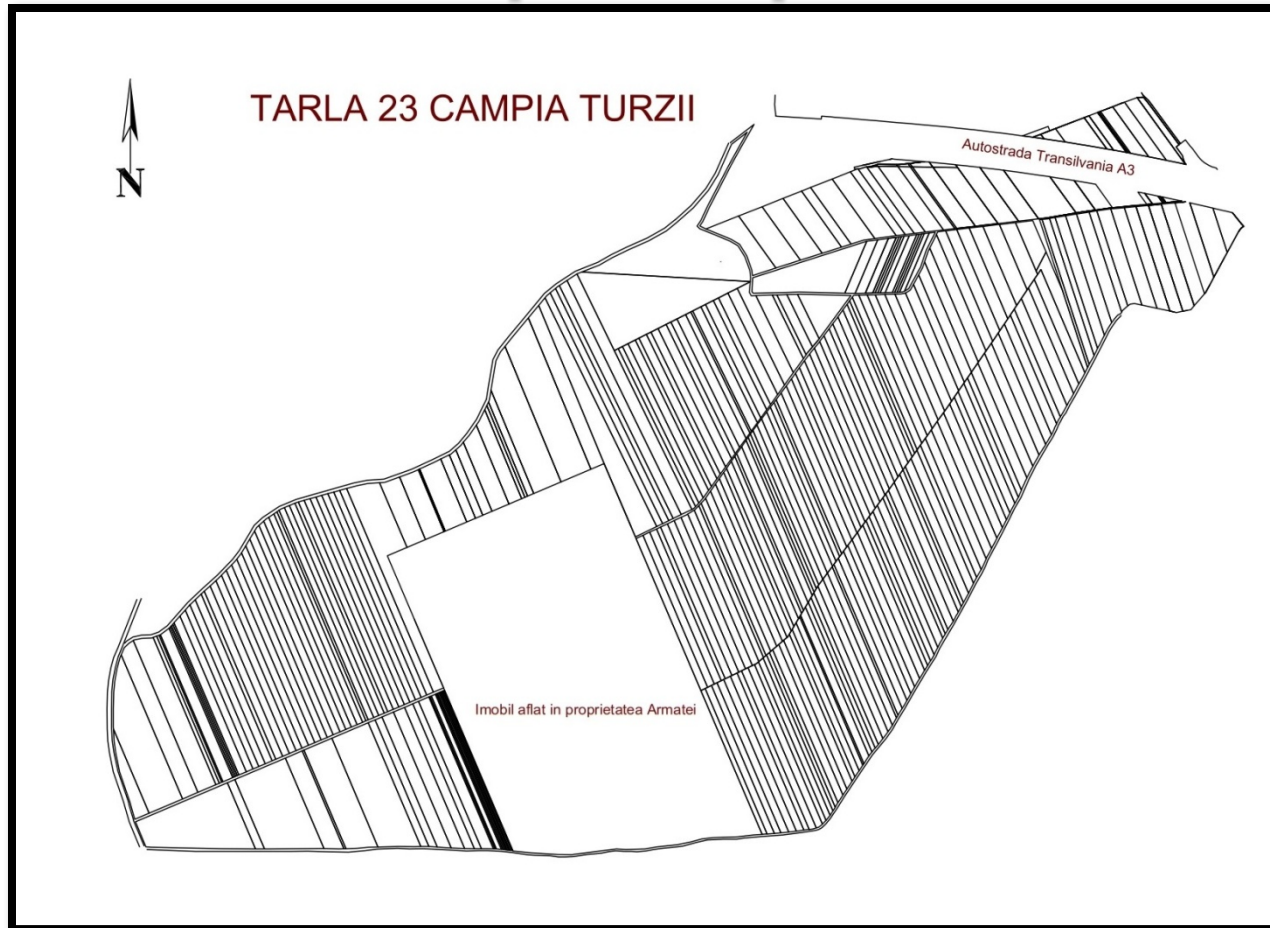 TARLA 23 CAMPIA TURZII
Autostrada Transilvania A3
N
Imobil aflat in proprietatea Armatei